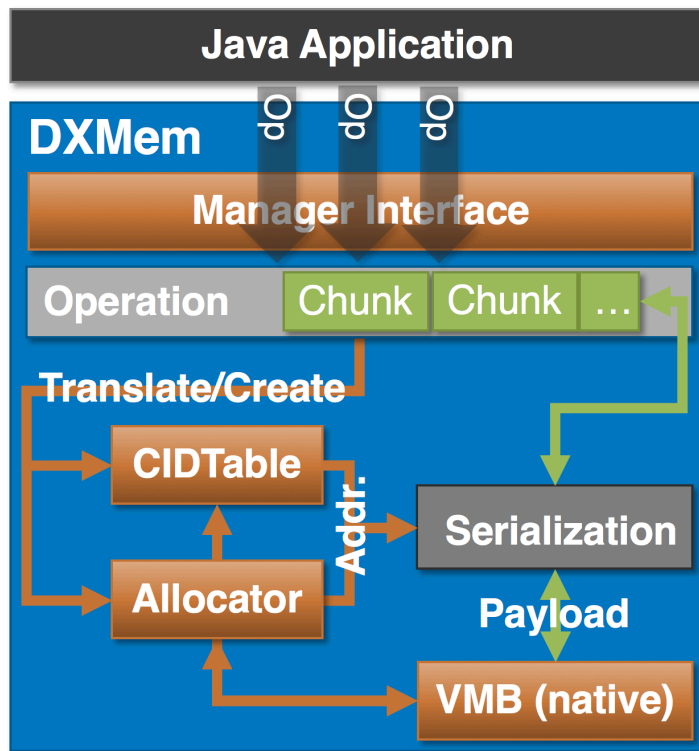 Java Application
Op Op Op
DXMem
Manager Interface
Operation Chunk Chunk ...
Translate/Create
CIDTable
Addr.
Serialization
Allocator
Payload
VMB (native)